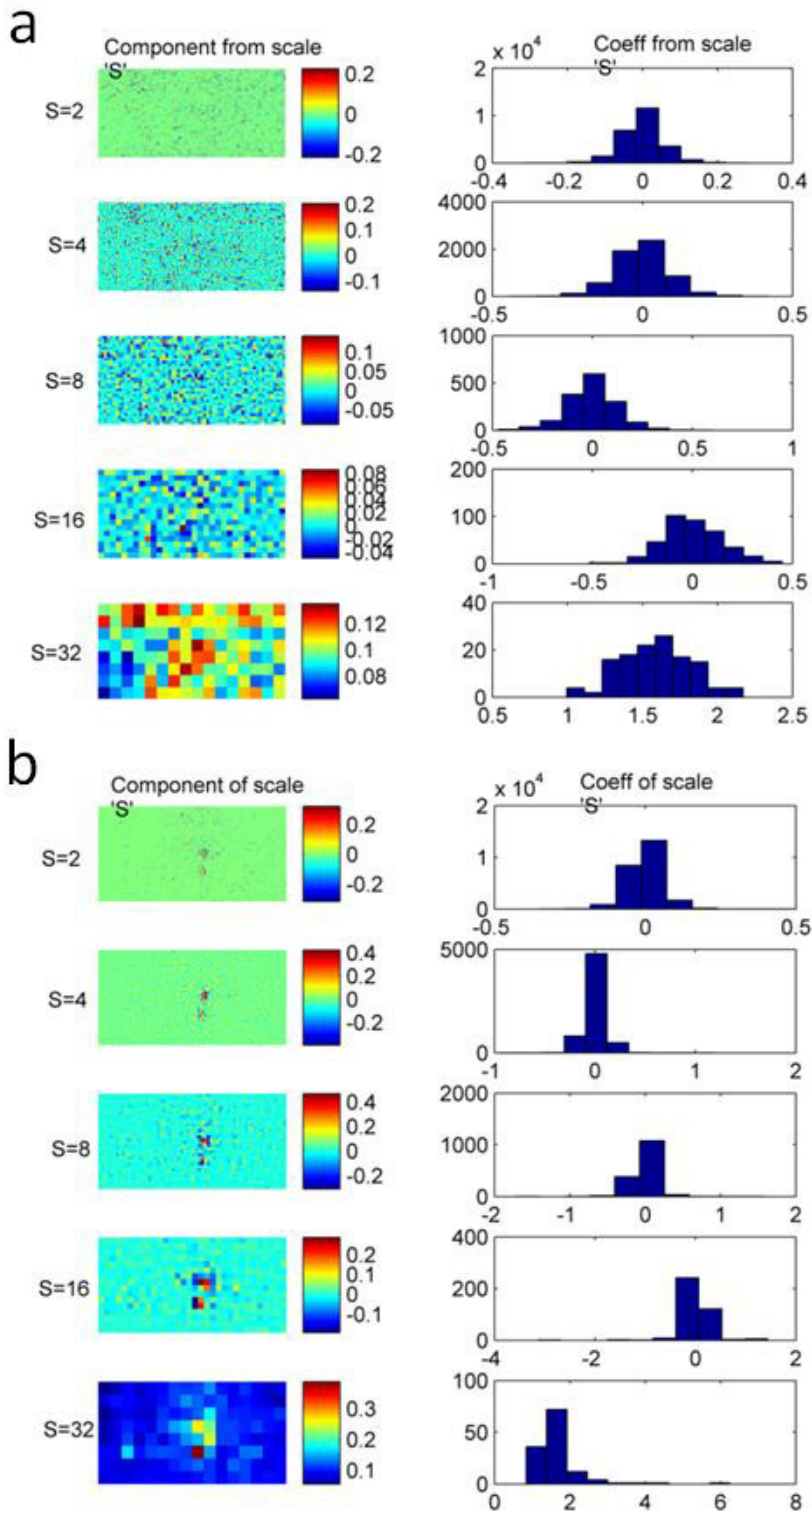 a
Component from scale 'S'
Coeff from scale 'S'
S=2
0.2
0
-0.2
x 10^4
2
1
0
-0.4 -0.2 0 0.2 0.4
S=4
0.2
0.1
0
-0.1
4000
2000
0
-0.5 0 0.5
S=8
0.1
0.05
0
-0.05
1000
500
0
-0.5 0 0.5 1
S=16
0.08
0.06
0.04
0.02
0
-0.02
-0.04
200
100
0
-1 -0.5 0 0.5
S=32
0.12
0.1
0.08
40
20
0
0.5 1 1.5 2 2.5
b
Component of scale 'S'
Coeff of scale 'S'
S=2
0.2
0
-0.2
x 10^4
2
1
0
-0.5 0 0.5
S=4
0.4
0.2
0
-0.2
5000
0
-1 0 1 2
S=8
0.4
0.2
0
-0.2
2000
1000
0
-2 -1 0 1 2
S=16
0.2
0.1
0
-0.1
400
200
0
-4 -2 0 2
S=32
0.3
0.2
0.1
100
50
0
0 2 4 6 8